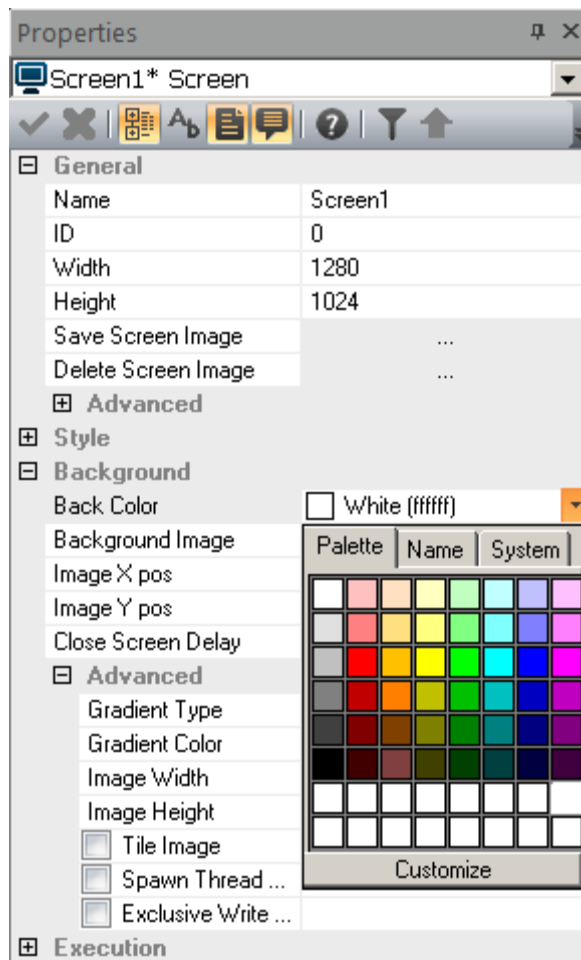 Properties
Screen1* Screen
Ab
General
Name Screen1
ID 0
Width 1280
Height 1024
Save Screen Image ...
Delete Screen Image ...
Advanced
Style
Background
Back Color White (ffffff)
Background Image
Palette Name System
Image X pos
Image Y pos
Close Screen Delay
Advanced
Gradient Type
Gradient Color
Image Width
Image Height
Tile Image
Customize
Spawn Thread ...
Exclusive Write ...
Execution